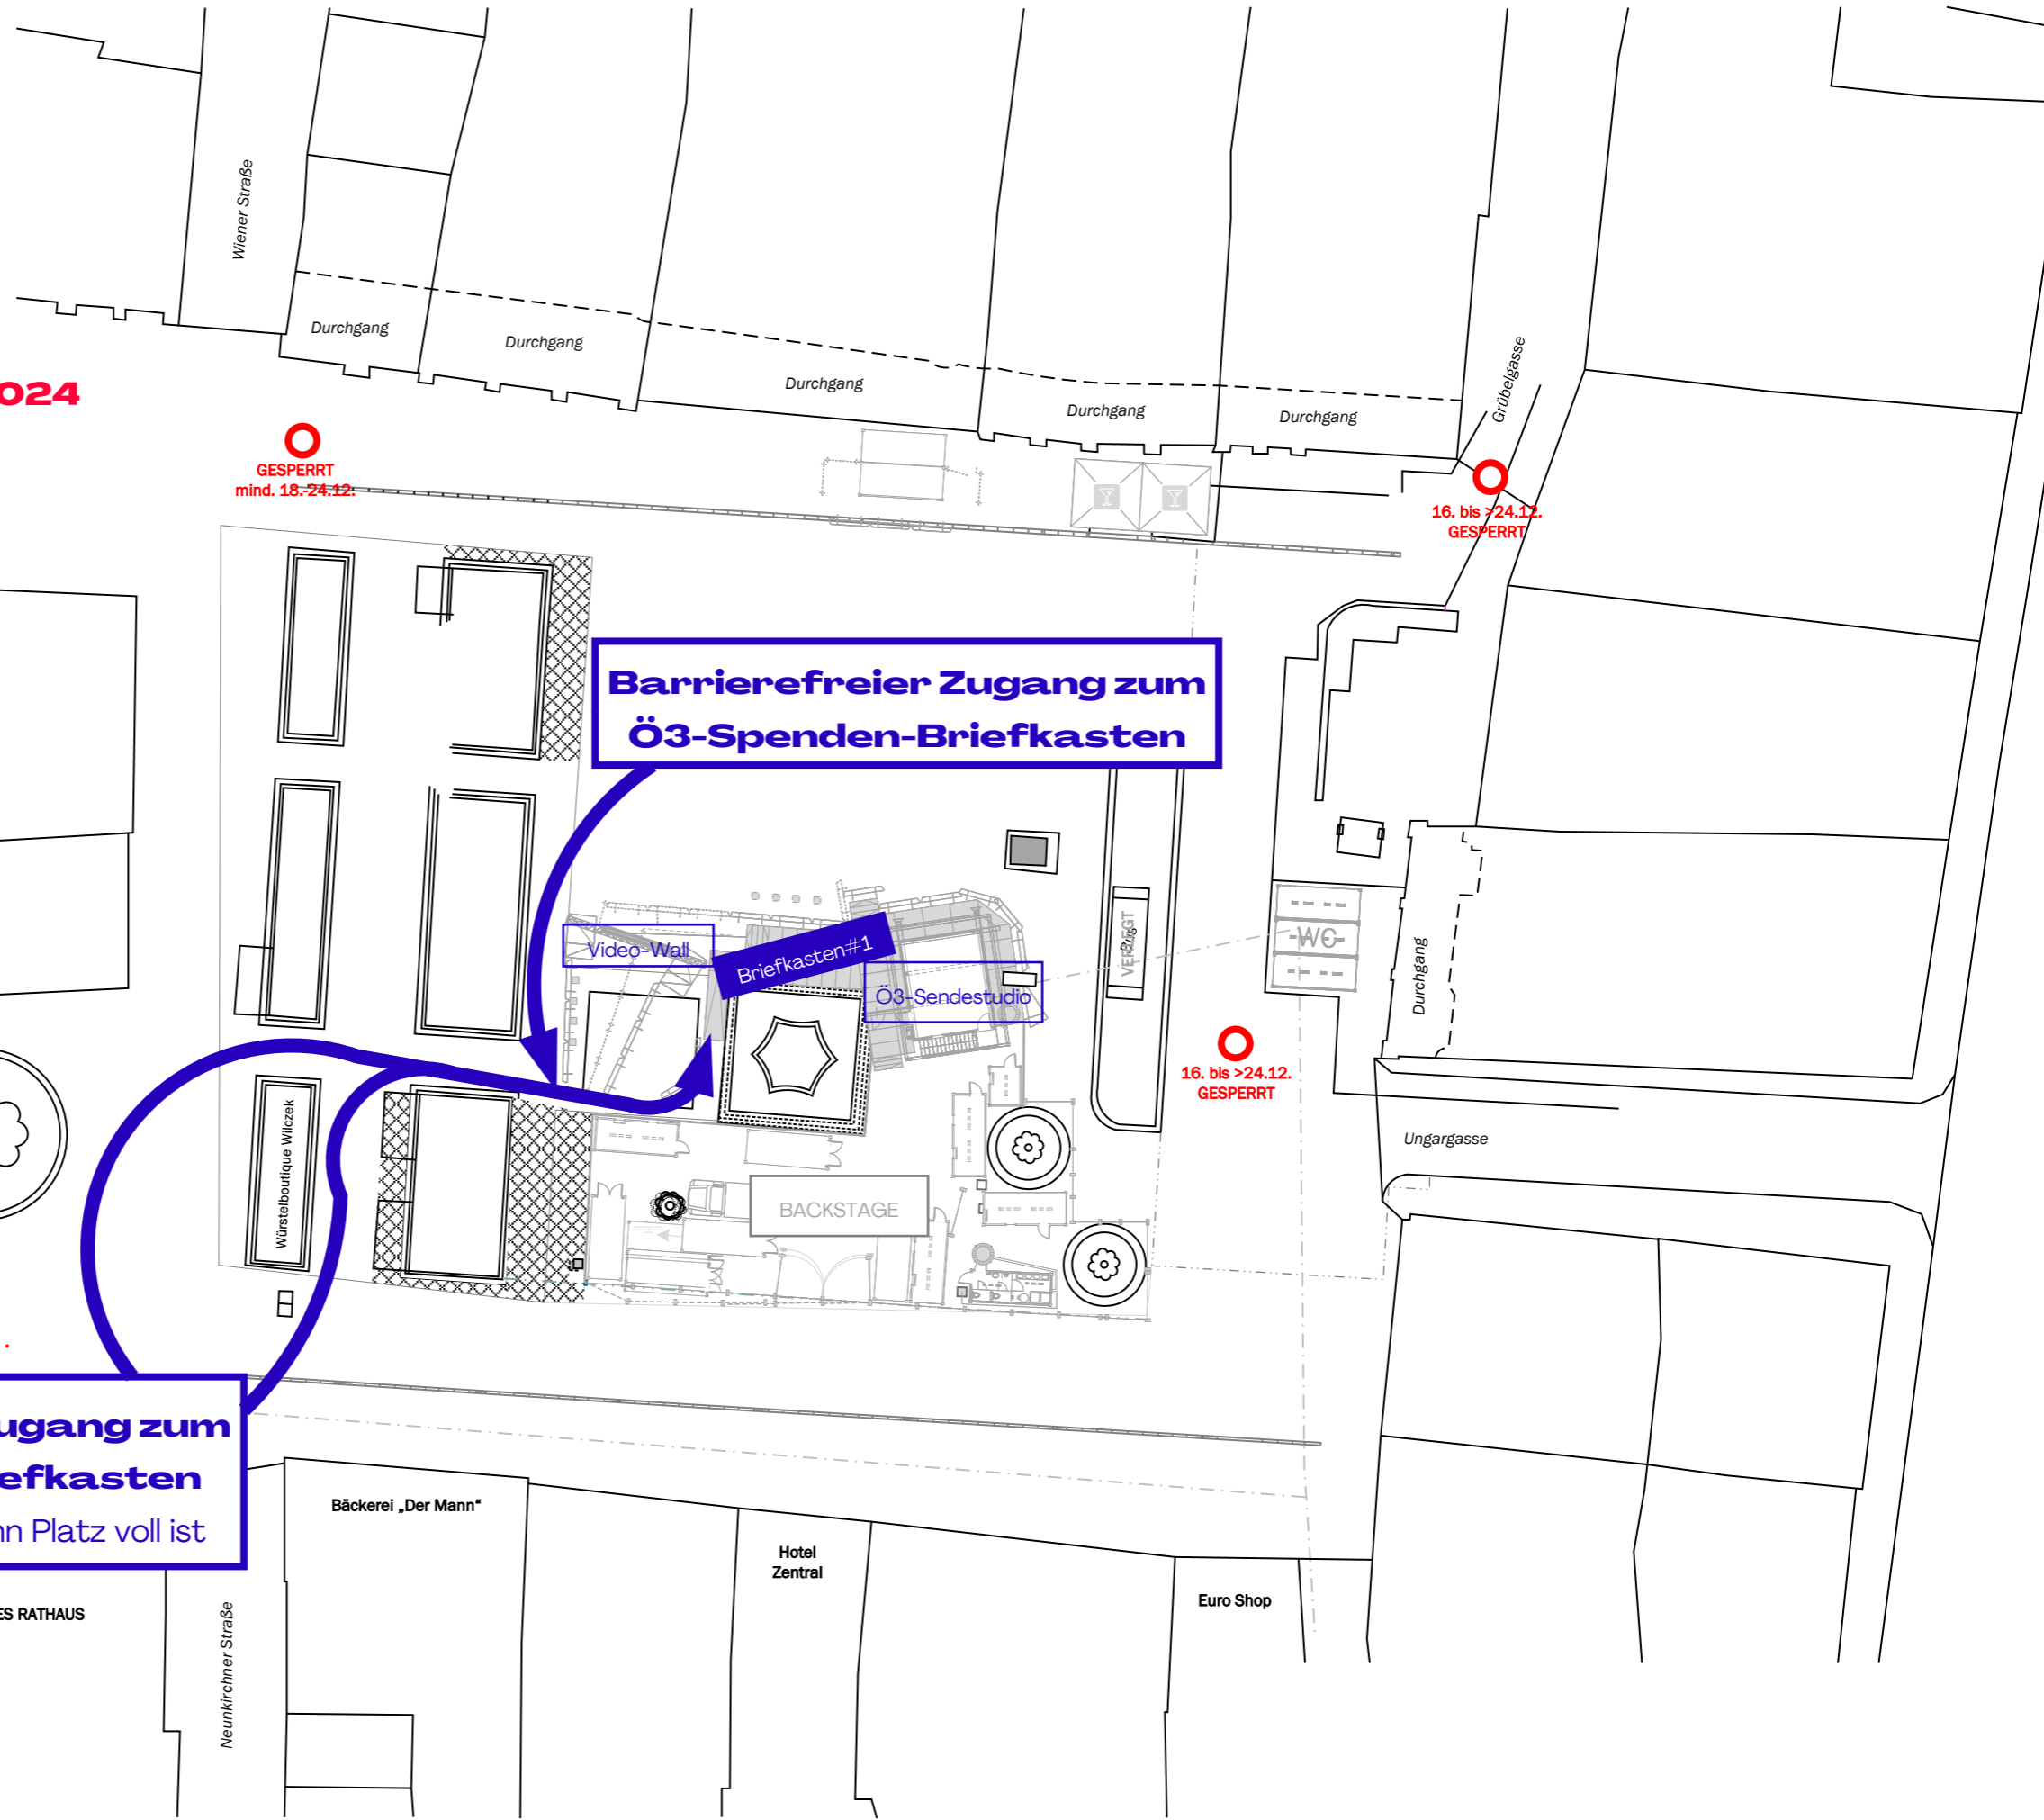 Wiener Straße
Durchgang
Durchgang
Durchgang
Durchgang
Durchgang
Grübelgasse
024
GESPERRT
mind. 18.-24.12.
16. bis >24.12.
GESPERRT
Barrierefreier Zugang zum
Ö3-Spenden-Briefkasten
Video-Wall
Briefkasten#1
Ö3-Sendestudio
VERLEGT
WC
Durchgang
16. bis >24.12.
GESPERRT
Ungargasse
Würstelboutique Wilczek
BACKSTAGE
ugang zum
efkasten
nn Platz voll ist
Bäckerei „Der Mann“
Hotel
Zentral
Euro Shop
ES RATHAUS
Neunkirchner Straße